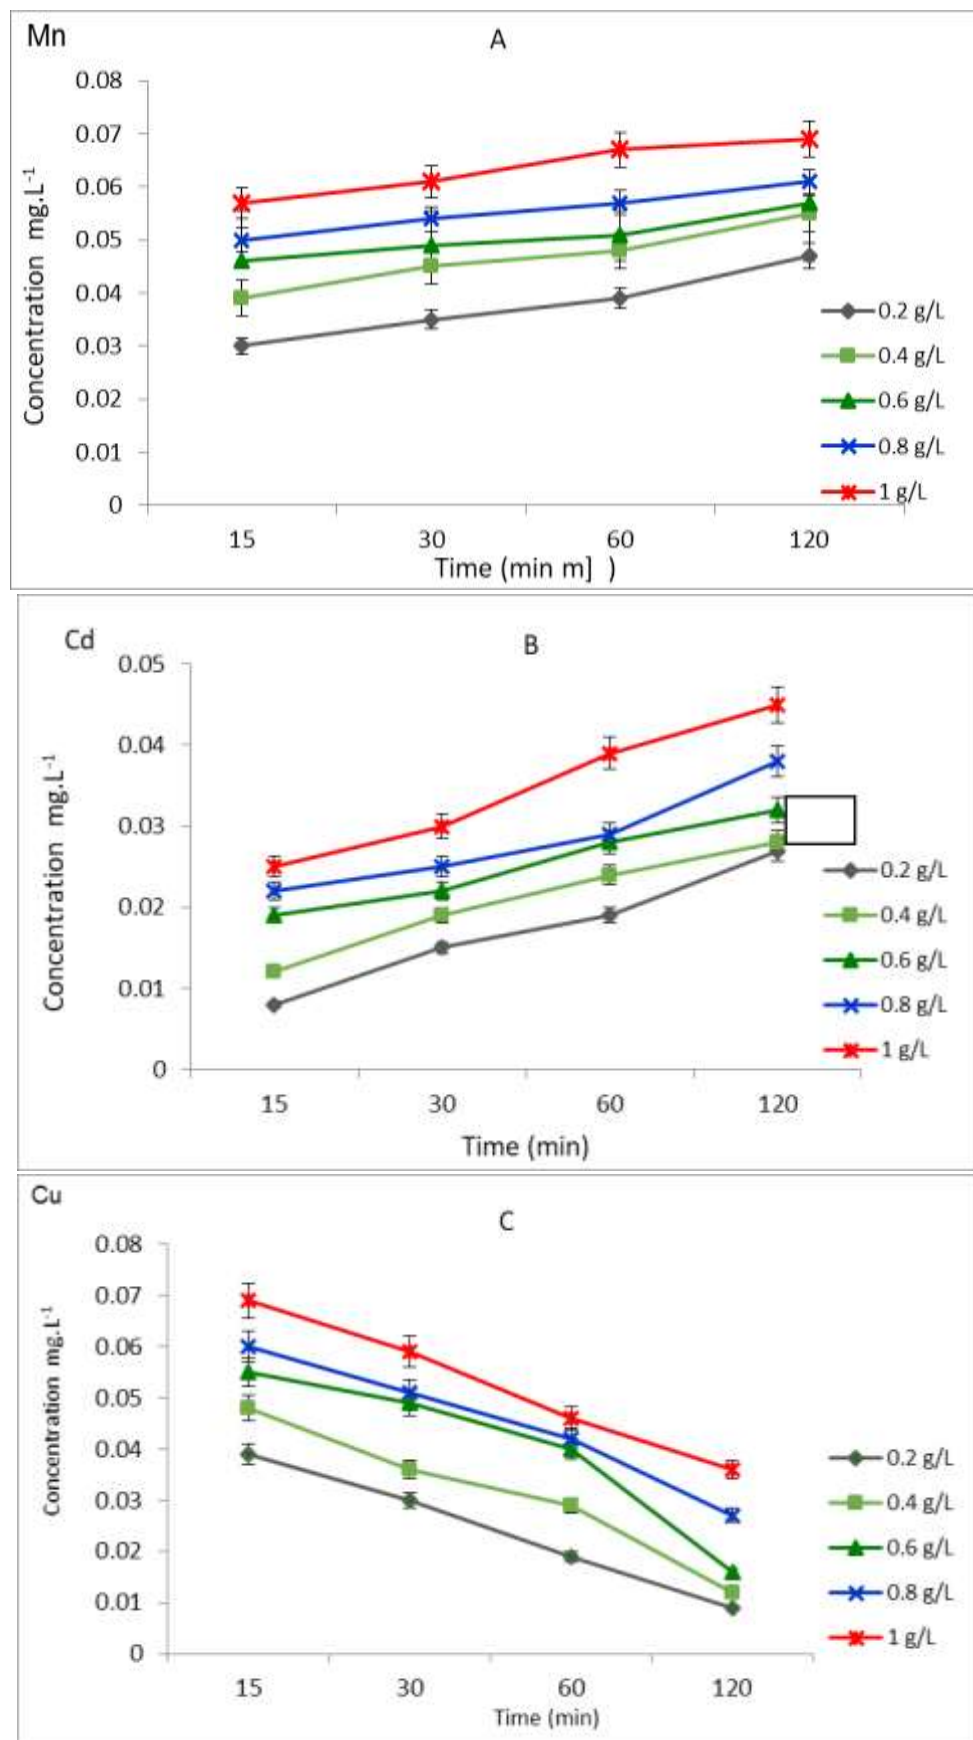 Mn
A
Concentration mg.L-1
0.08
0.07
0.06
0.05
0.04
0.03
0.02
0.01
0
15 30 60 120
Time (min m] )
0.2 g/L
0.4 g/L
0.6 g/L
0.8 g/L
1 g/L
Cd
B
Concentration mg.L-1
0.05
0.04
0.03
0.02
0.01
0
15 30 60 120
Time (min)
0.2 g/L
0.4 g/L
0.6 g/L
0.8 g/L
1 g/L
Cu
C
Concentration mg.L-1
0.08
0.07
0.06
0.05
0.04
0.03
0.02
0.01
0
15 30 60 120
Time (min)
0.2 g/L
0.4 g/L
0.6 g/L
0.8 g/L
1 g/L